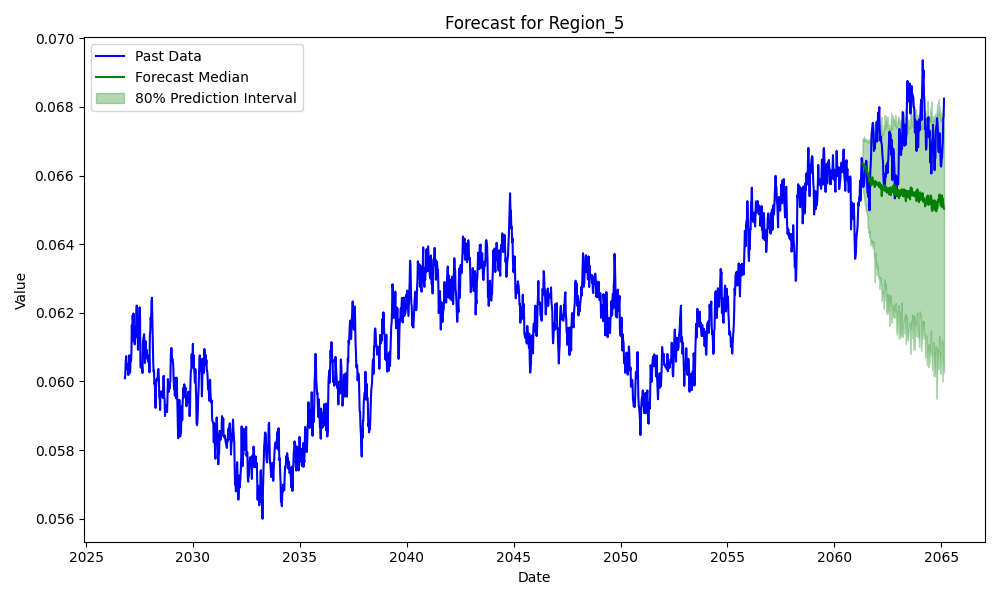 Forecast for Region_5
Past Data
Forecast Median
80% Prediction Interval
Value
0.070
0.068
0.066
0.064
0.062
0.060
0.058
0.056
2025 2030 2035 2040 2045 2050 2055 2060 2065
Date